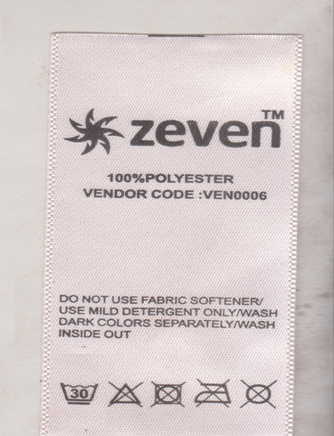 zeven™
100%POLYESTER
VENDOR CODE :VEN0006
DO NOT USE FABRIC SOFTENER/
USE MILD DETERGENT ONLY/WASH
DARK COLORS SEPARATELY/WASH
INSIDE OUT
30